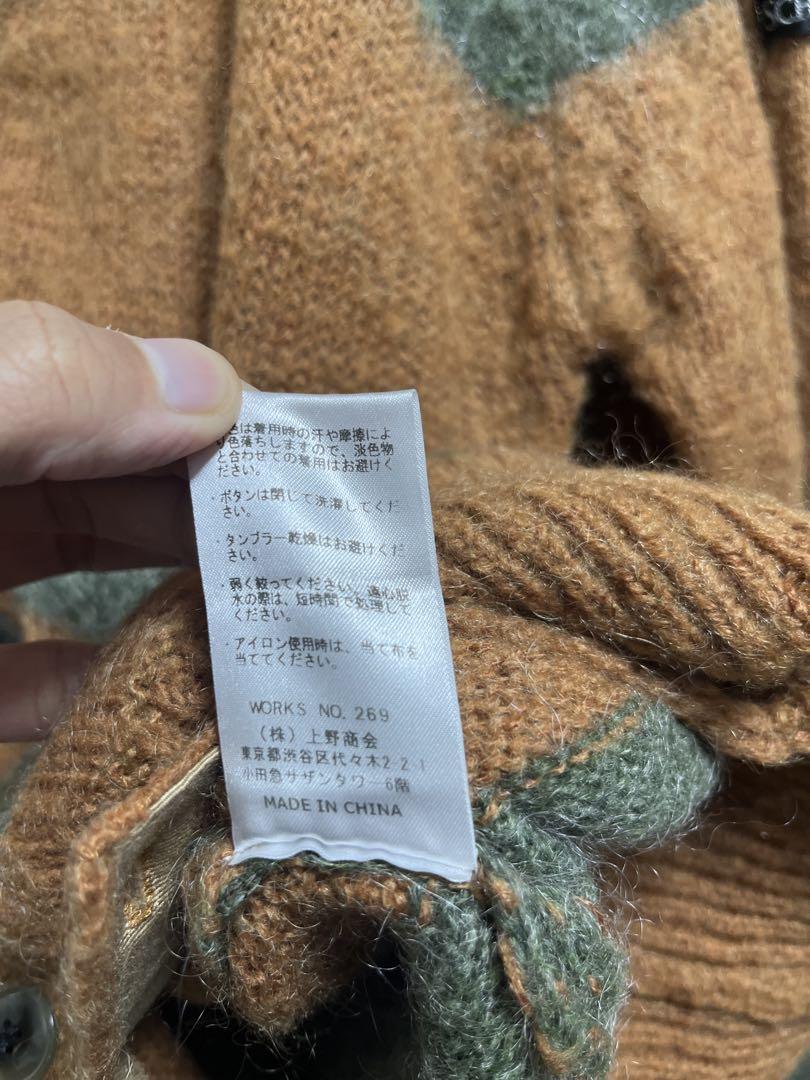 色は着用時の汗や摩擦によ
り色落ちしますので、淡色物
と合わせての着用はお避けく
ださい。
・ボタンは閉じて洗濯してくだ
さい。
・タンブラー乾燥はお避けくだ
さい。
・弱く絞ってください。遠心脱
水の際は、短時間で処理して
ください。
・アイロン使用時は、当て布を
当ててください。
WORKS NO. 269
(株)上野商会
東京都渋谷区代々木2-2-1
小田急サザンタワー6階
MADE IN CHINA